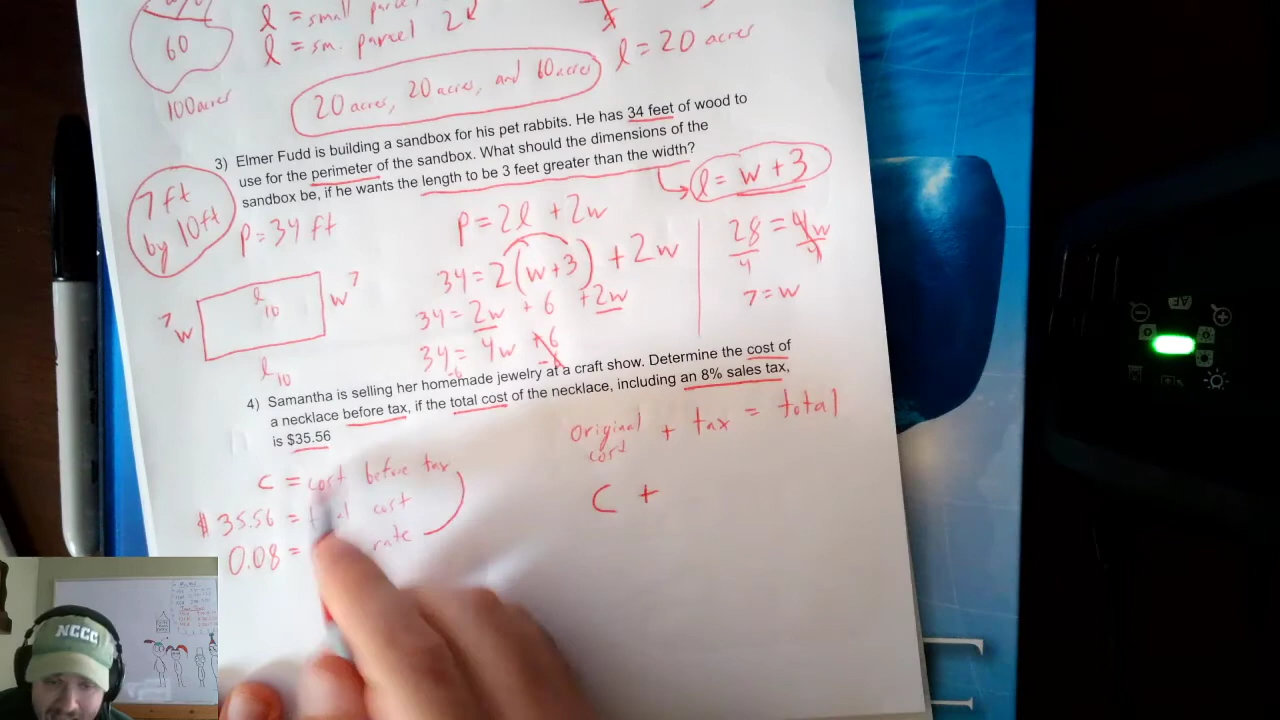 l = small parcel
l = sm. parcel 2
60
100 acres
20 acres, 20 acres, and 60 acres
l = 20 acres
3) Elmer Fudd is building a sandbox for his pet rabbits. He has 34 feet of wood to
use for the perimeter of the sandbox. What should the dimensions of the
sandbox be, if he wants the length to be 3 feet greater than the width?
l = w + 3
7 ft
by 10ft
P = 34 ft
P = 2l + 2w
34 = 2(w+3) + 2w
34 = 2w + 6 + 2w
34 = 4w + 6
-6 -6
28 = 4w
4 4
7 = w
l
10
w 7
7 w
l 10
4) Samantha is selling her homemade jewelry at a craft show. Determine the cost of
a necklace before tax, if the total cost of the necklace, including an 8% sales tax,
is $35.56
Original cost + tax = total
C +
C = cost before tax
$35.56 = cost
0.08 = rate
NCCC
AF